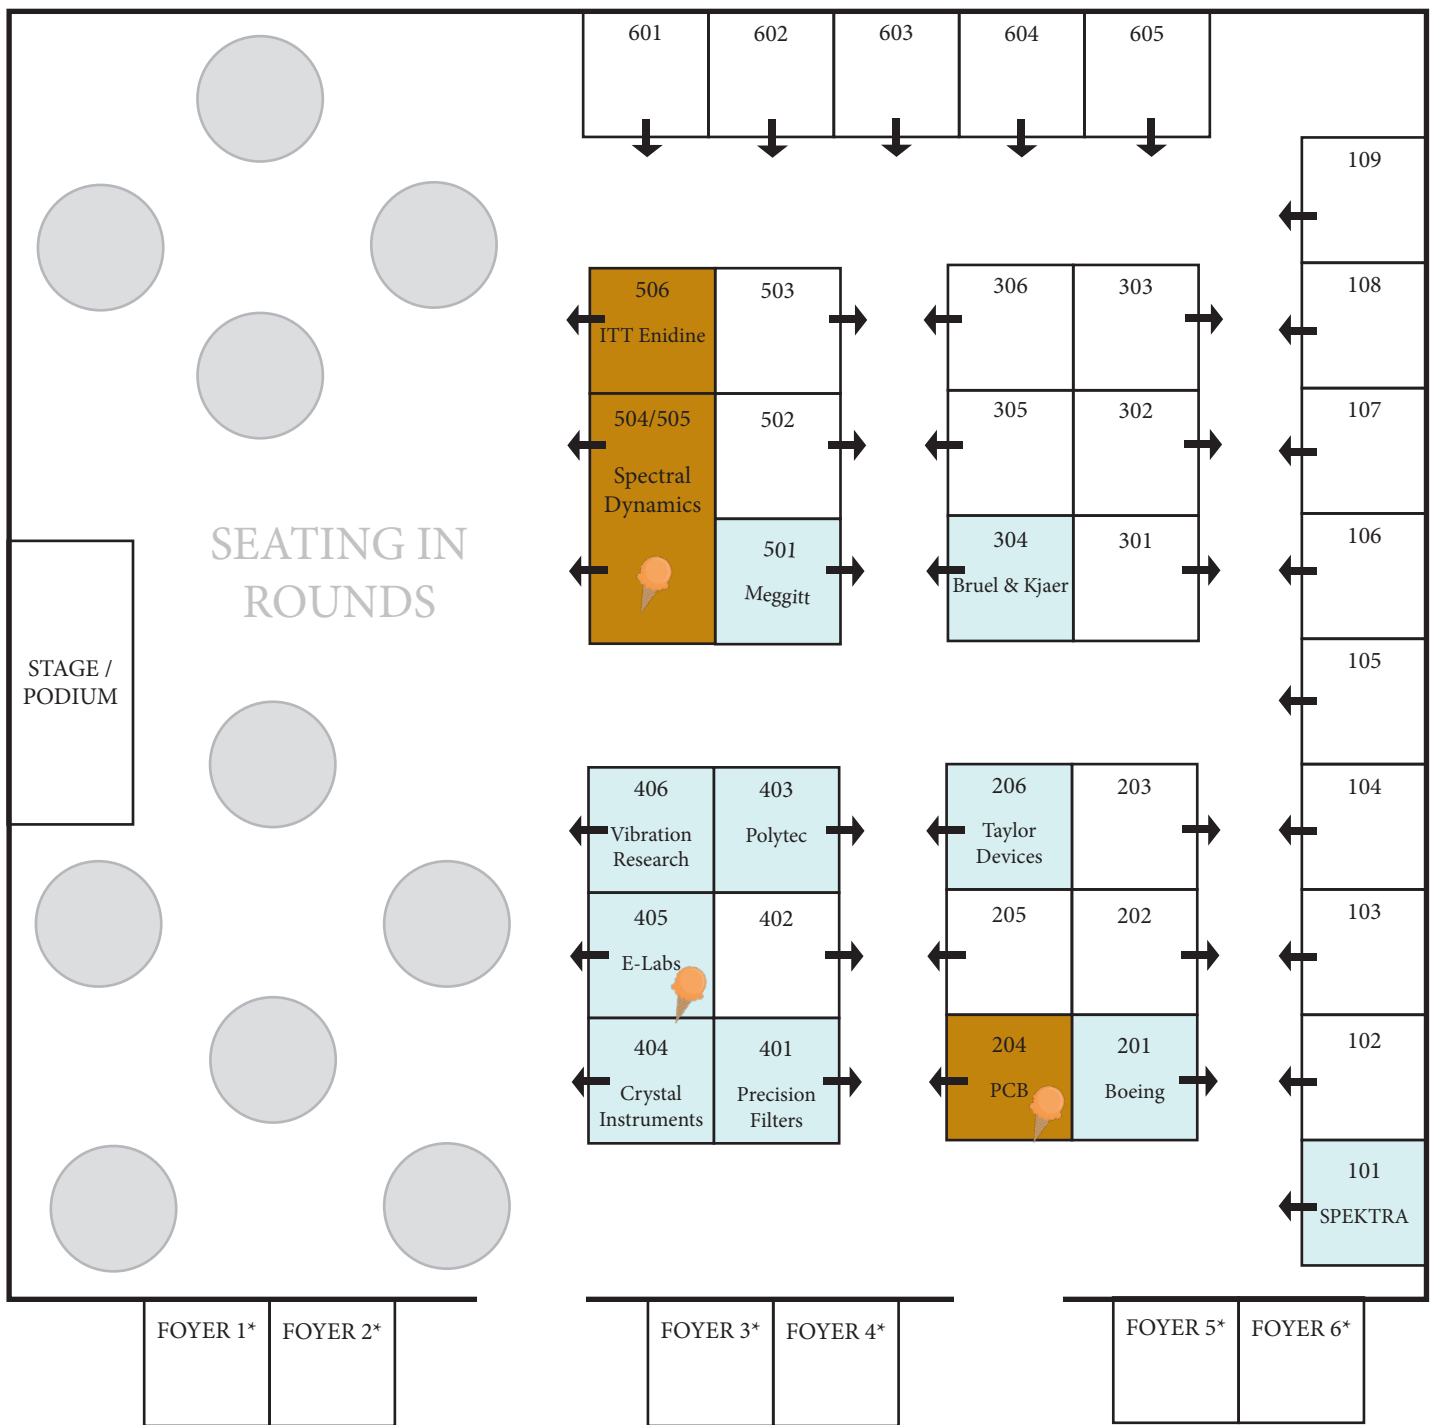 601
602
603
604
605
109
108
107
106
105
104
103
102
101
SPEKTRA
506
ITT Enidine
503
504/505
Spectral
Dynamics
502
501
Meggitt
306
303
305
302
304
Bruel & Kjaer
301
SEATING IN
ROUNDS
STAGE /
PODIUM
406
Vibration
Research
403
Polytec
405
E-Labs
402
404
Crystal
Instruments
401
Precision
Filters
206
Taylor
Devices
203
205
202
204
PCB
201
Boeing
FOYER 1*
FOYER 2*
FOYER 3*
FOYER 4*
FOYER 5*
FOYER 6*